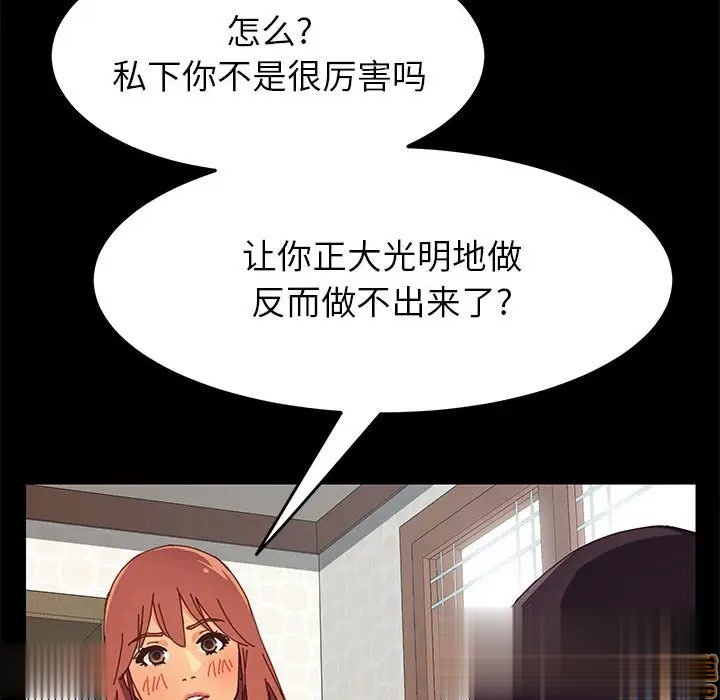 怎么?
私下你不是很厉害吗
让你正大光明地做
反而做不出来了?